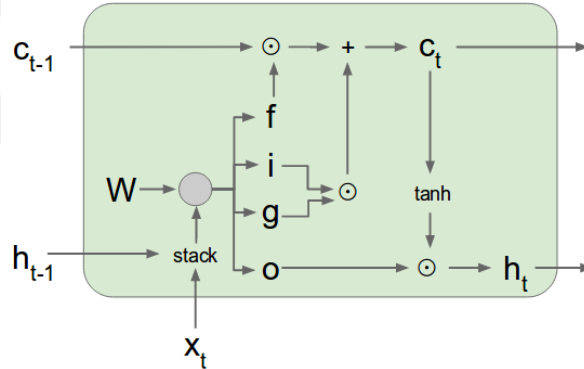 c_{t-1} ⊙ + c_t
f
i
W ⊙ tanh
g
h_{t-1} stack o ⊙ h_t
x_t